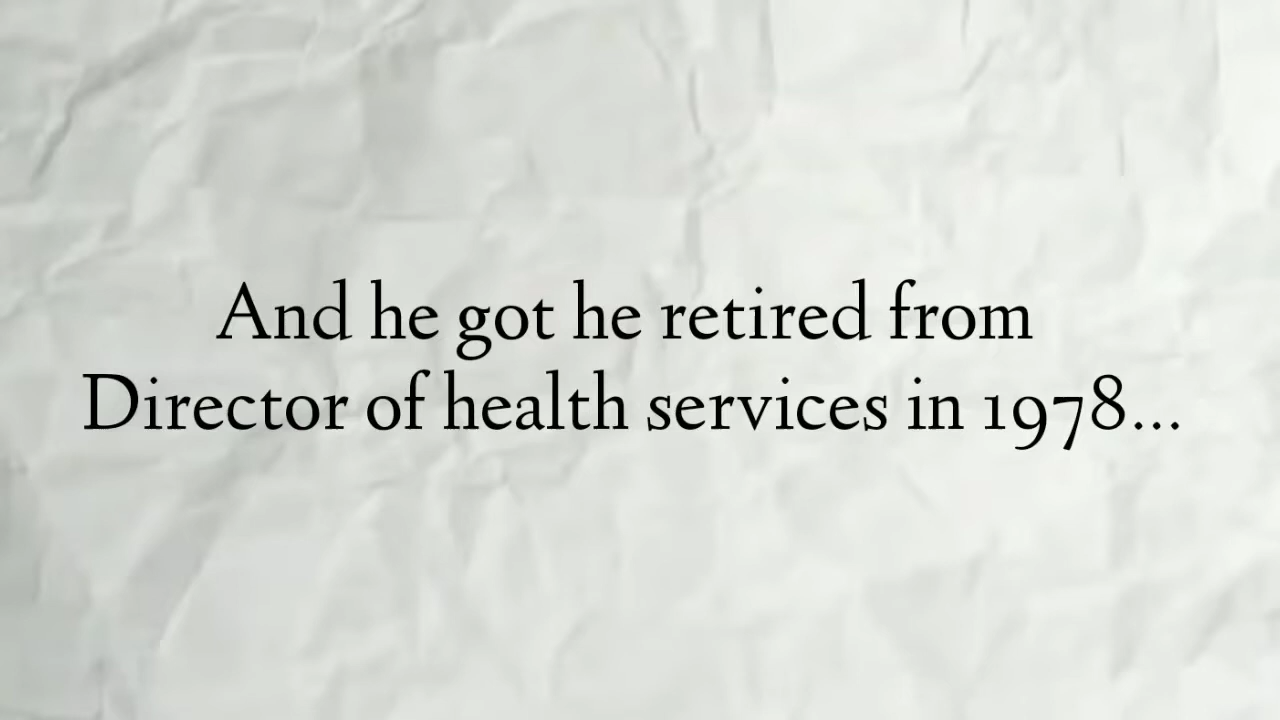 And he got he retired from
Director of health services in 1978...